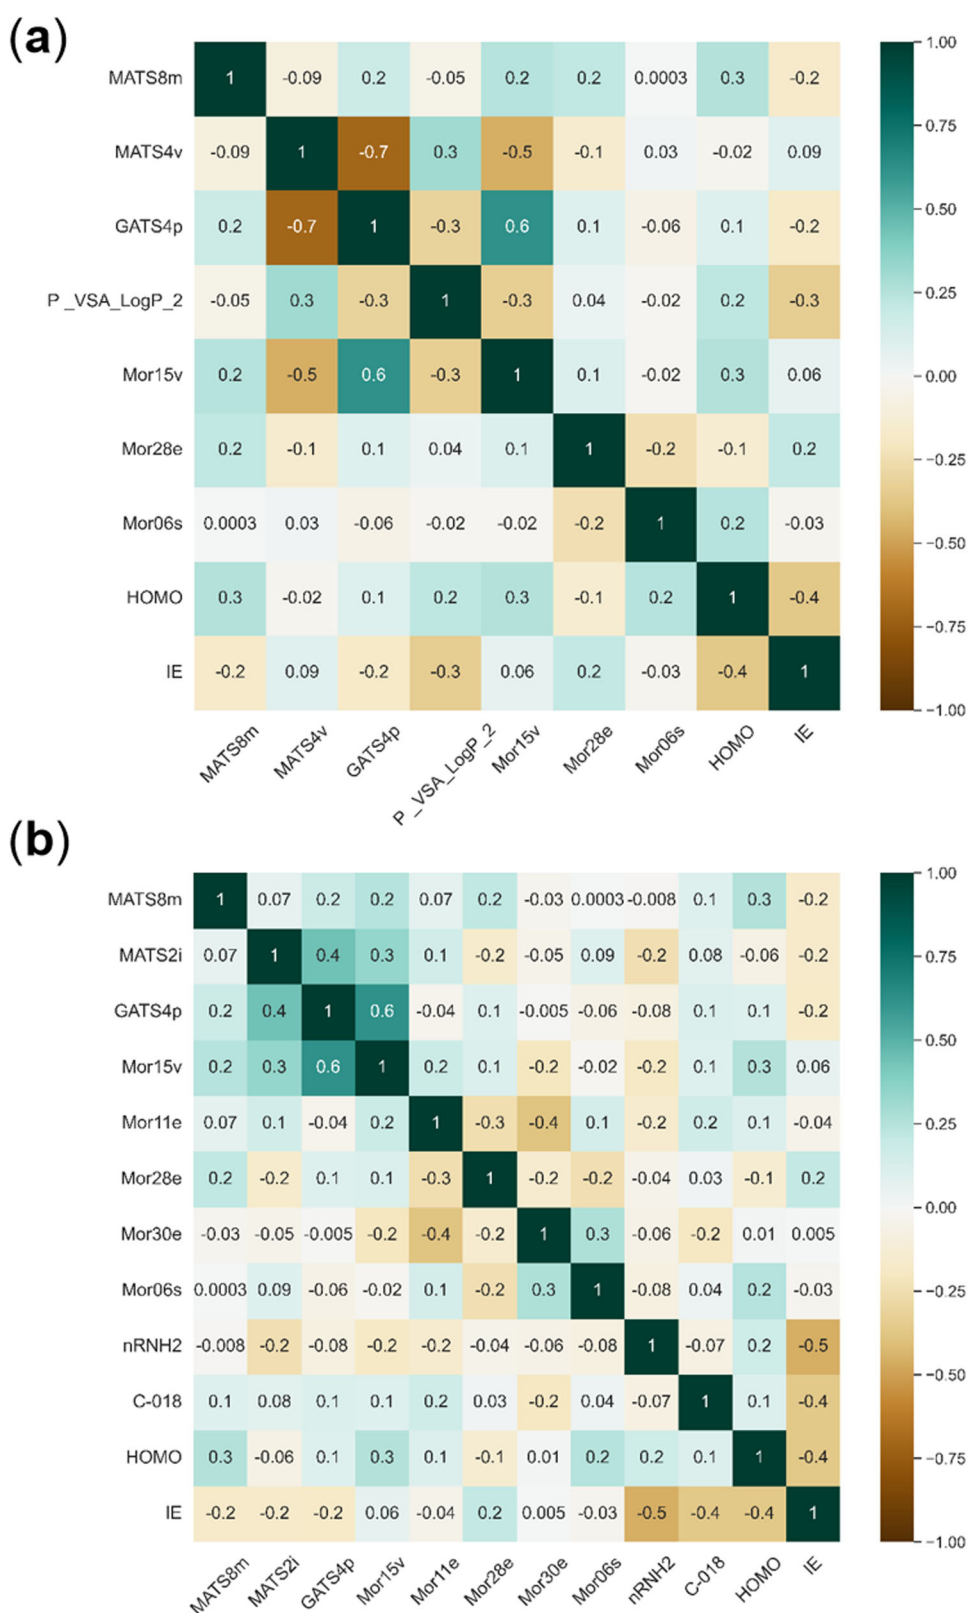 (a)
MATS8m 1 -0.09 0.2 -0.05 0.2 0.2 0.0003 0.3 -0.2
MATS4v -0.09 1 -0.7 0.3 -0.5 -0.1 0.03 -0.02 0.09
GATS4p 0.2 -0.7 1 -0.3 0.6 0.1 -0.06 0.1 -0.2
P_VSA_LogP_2 -0.05 0.3 -0.3 1 -0.3 0.04 -0.02 0.2 -0.3
Mor15v 0.2 -0.5 0.6 -0.3 1 0.1 -0.02 0.3 0.06
Mor28e 0.2 -0.1 0.1 0.04 0.1 1 -0.2 -0.1 0.2
Mor06s 0.0003 0.03 -0.06 -0.02 -0.02 -0.2 1 0.2 -0.03
HOMO 0.3 -0.02 0.1 0.2 0.3 -0.1 0.2 1 -0.4
IE -0.2 0.09 -0.2 -0.3 0.06 0.2 -0.03 -0.4 1
MATS8m MATS4v GATS4p P_VSA_LogP_2 Mor15v Mor28e Mor06s HOMO IE
1.00
0.75
0.50
0.25
0.00
-0.25
-0.50
-0.75
-1.00
(b)
MATS8m 1 0.07 0.2 0.2 0.07 0.2 -0.03 0.0003 -0.008 0.1 0.3 -0.2
MATS2i 0.07 1 0.4 0.3 0.1 -0.2 -0.05 0.09 -0.2 0.08 -0.06 -0.2
GATS4p 0.2 0.4 1 0.6 -0.04 0.1 -0.005 -0.06 -0.08 0.1 0.1 -0.2
Mor15v 0.2 0.3 0.6 1 0.2 0.1 -0.2 -0.02 -0.2 0.1 0.3 0.06
Mor11e 0.07 0.1 -0.04 0.2 1 -0.3 -0.4 0.1 -0.2 0.2 0.1 -0.04
Mor28e 0.2 -0.2 0.1 0.1 -0.3 1 -0.2 -0.2 -0.04 0.03 -0.1 0.2
Mor30e -0.03 -0.05 -0.005 -0.2 -0.4 -0.2 1 0.3 -0.06 -0.2 0.01 0.005
Mor06s 0.0003 0.09 -0.06 -0.02 0.1 -0.2 0.3 1 -0.08 0.04 0.2 -0.03
nRNH2 -0.008 -0.2 -0.08 -0.2 -0.2 -0.04 -0.06 -0.08 1 -0.07 0.2 -0.5
C-018 0.1 0.08 0.1 0.1 0.2 0.03 -0.2 0.04 -0.07 1 0.1 -0.4
HOMO 0.3 -0.06 0.1 0.3 0.1 -0.1 0.01 0.2 0.2 0.1 1 -0.4
IE -0.2 -0.2 -0.2 0.06 -0.04 0.2 0.005 -0.03 -0.5 -0.4 -0.4 1
MATS8m MATS2i GATS4p Mor15v Mor11e Mor28e Mor30e Mor06s nRNH2 C-018 HOMO IE
1.00
0.75
0.50
0.25
0.00
-0.25
-0.50
-0.75
-1.00